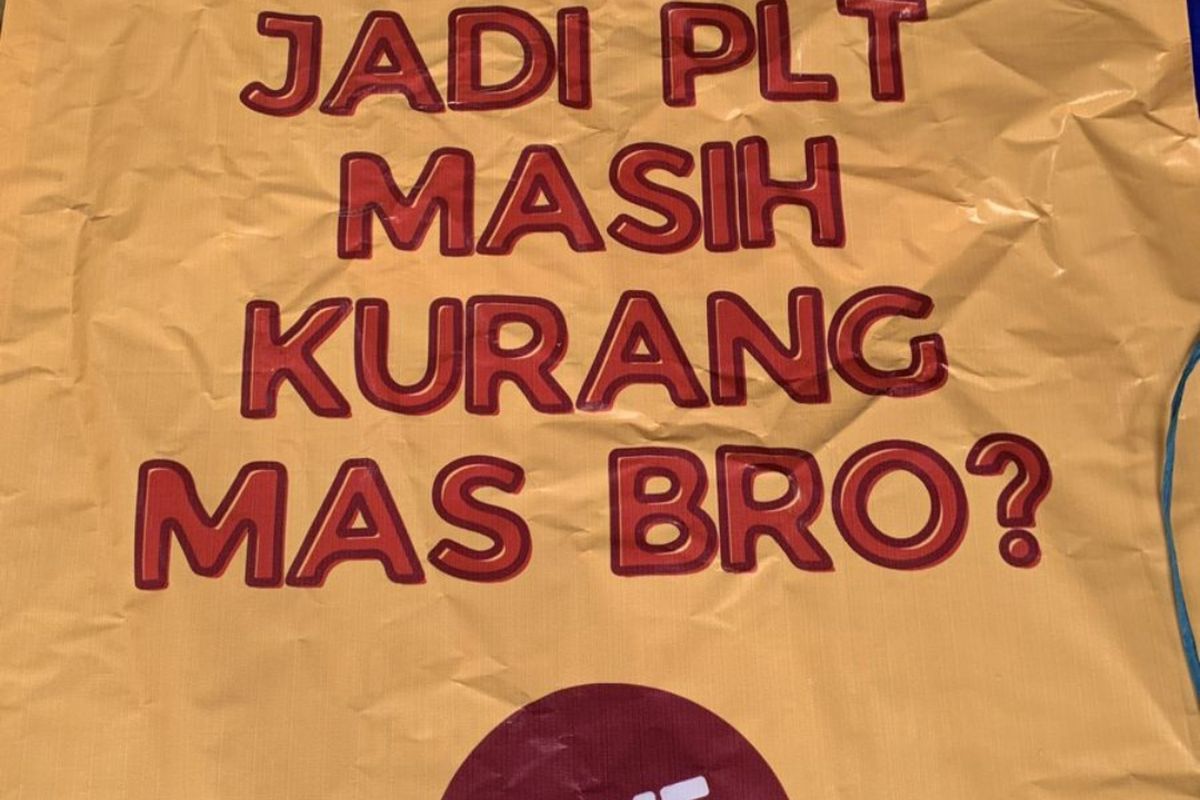 JADI PLT
MASIH
KURANG
MAS BRO?